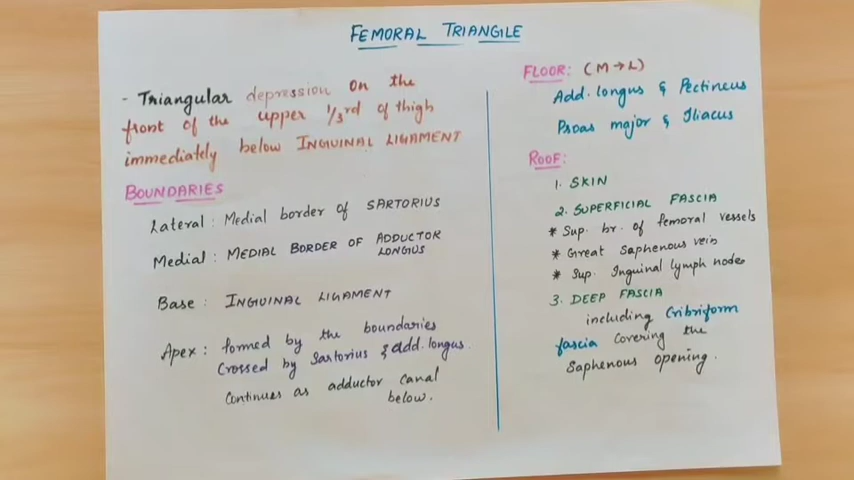 FEMORAL TRIANGLE
- TRIANGULAR depression on the
front of the upper 1/3rd of thigh
immediately below INGUINAL LIGAMENT
BOUNDARIES
Lateral : Medial border of SARTORIUS
Medial : MEDIAL BORDER OF ADDUCTOR
LONGUS
Base : INGUINAL LIGAMENT
Apex : formed by the boundaries
Crossed by Sartorius & add. longus.
Continues as adductor canal
below.
FLOOR: (M → L)
Add. longus & Pectineus
Psoas major & Iliacus
ROOF:
1. SKIN
2. SUPERFICIAL FASCIA
* Sup. br. of femoral vessels
* Great Saphenous vein
* Sup. Inguinal lymph nodes
3. DEEP FASCIA
including Cribriform
fascia covering the
Saphenous opening.